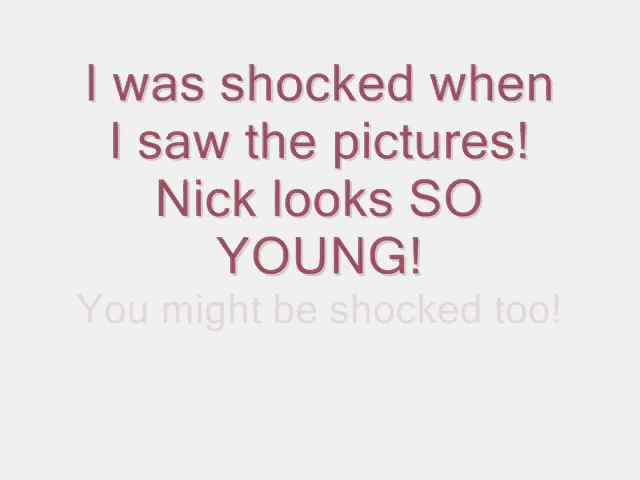 I was shocked when
I saw the pictures!
Nick looks SO
YOUNG!
You might be shocked too!